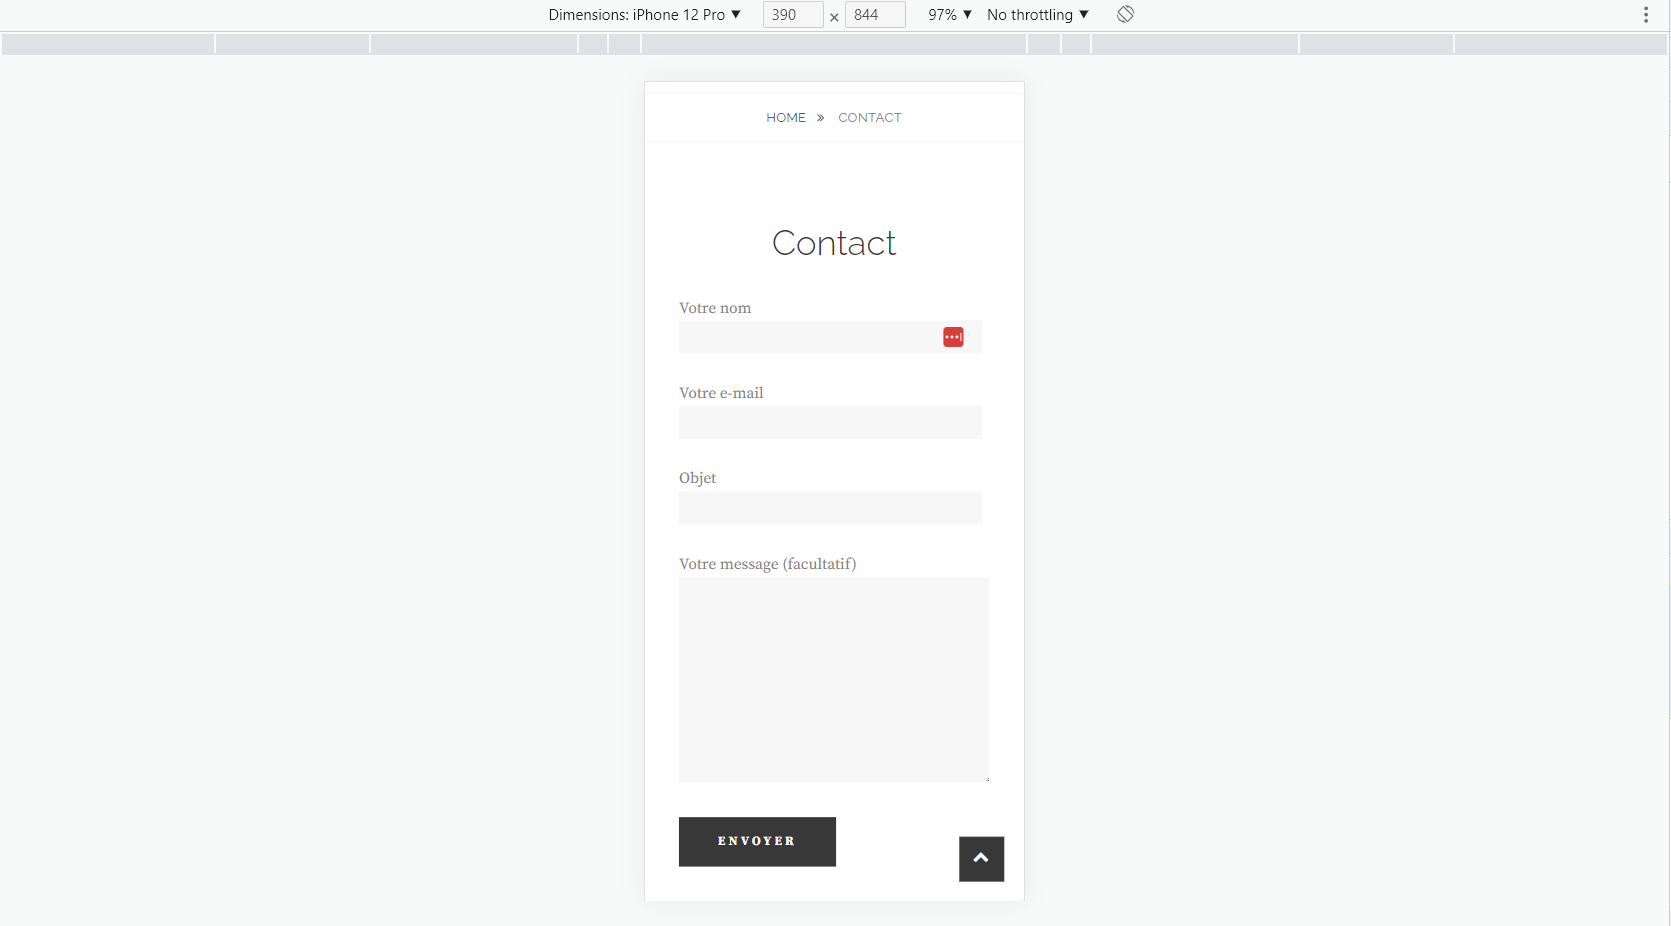 Dimensions: iPhone 12 Pro ▼ 390 × 844 97% ▼ No throttling ▼
HOME » CONTACT
Contact
Votre nom
Votre e-mail
Objet
Votre message (facultatif)
ENVOYER